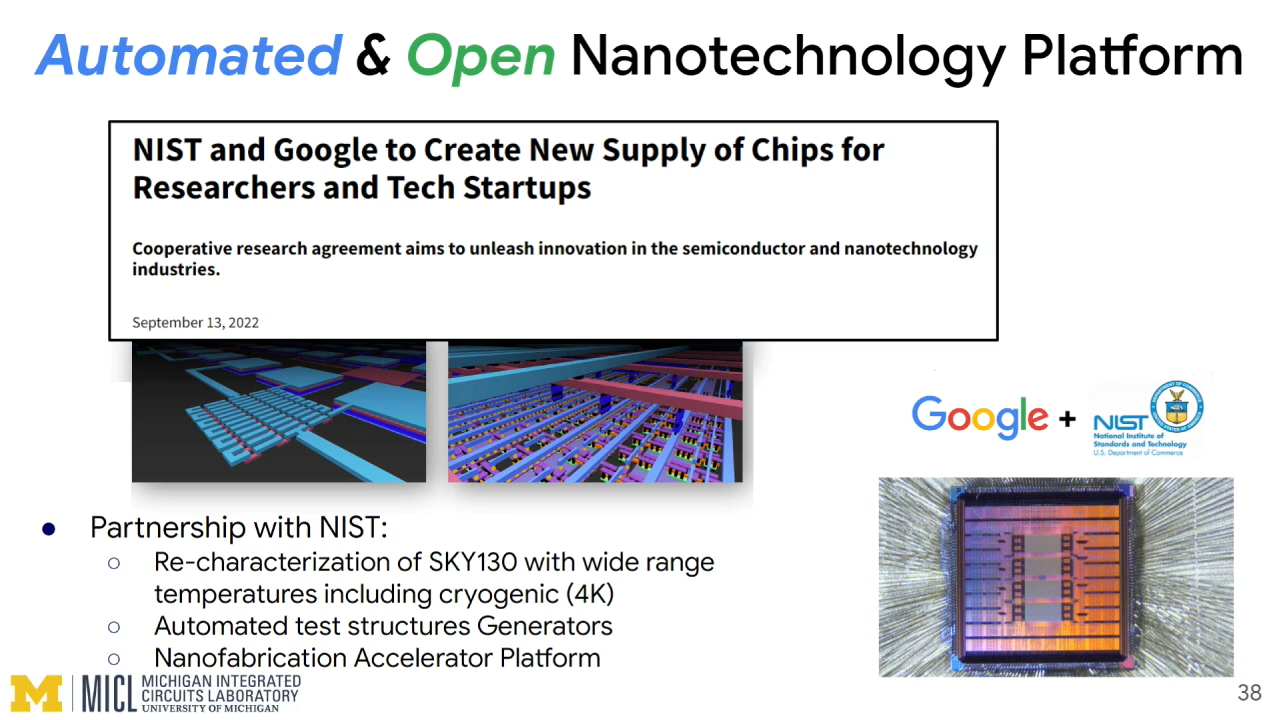 Automated & Open Nanotechnology Platform
NIST and Google to Create New Supply of Chips for
Researchers and Tech Startups
Cooperative research agreement aims to unleash innovation in the semiconductor and nanotechnology
industries.
September 13, 2022
Google + NIST
National Institute of
Standards and Technology
U.S. Department of Commerce
● Partnership with NIST:
○ Re-characterization of SKY130 with wide range
temperatures including cryogenic (4K)
○ Automated test structures Generators
○ Nanofabrication Accelerator Platform
M | MICL MICHIGAN INTEGRATED
CIRCUITS LABORATORY
UNIVERSITY OF MICHIGAN
38